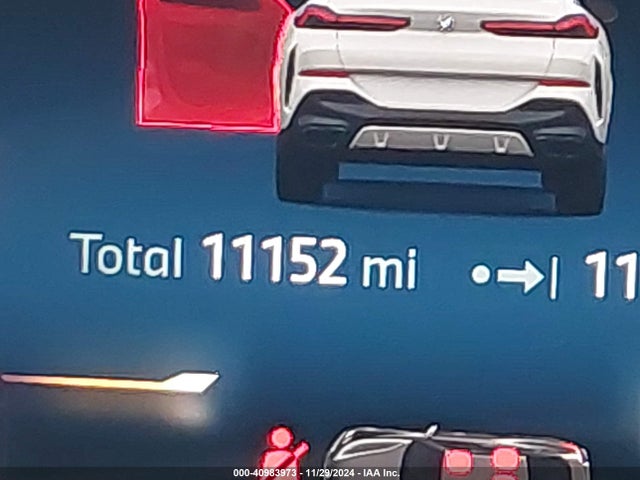 Total 11152 mi 11
000-40983973 - 11/29/2024 - IAA Inc.